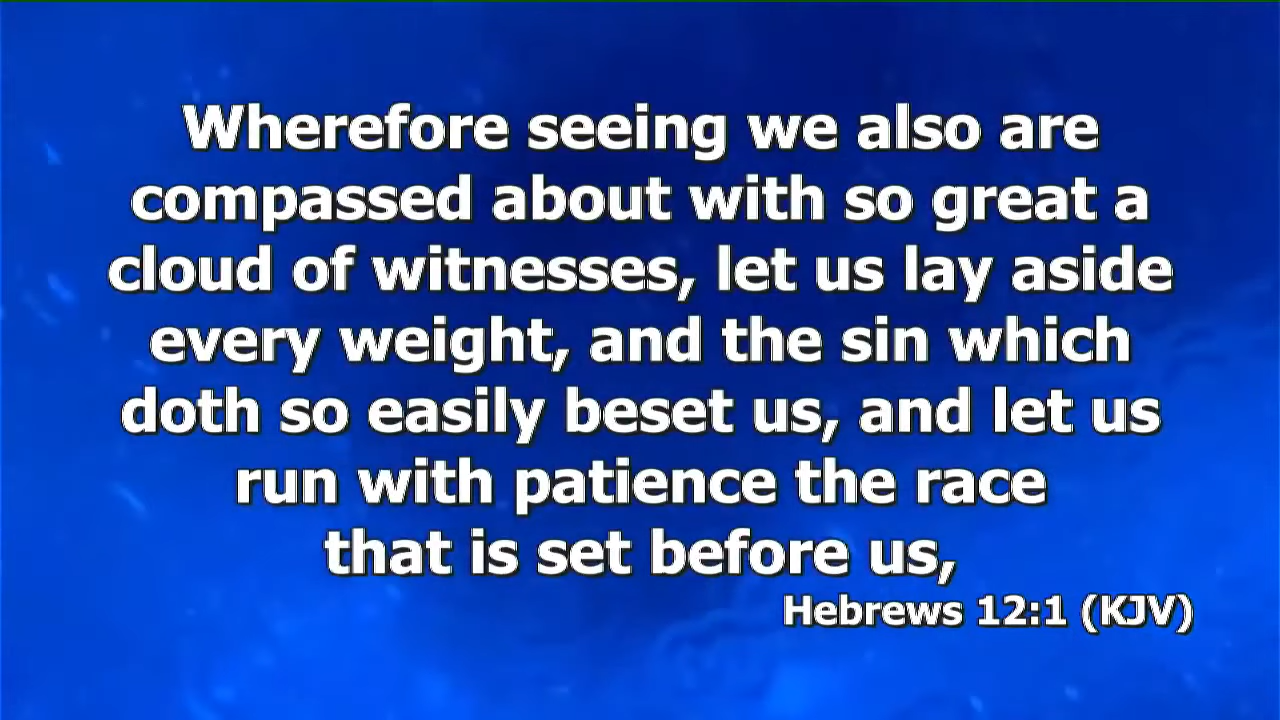 Wherefore seeing we also are
compassed about with so great a
cloud of witnesses, let us lay aside
every weight, and the sin which
doth so easily beset us, and let us
run with patience the race
that is set before us,
Hebrews 12:1 (KJV)